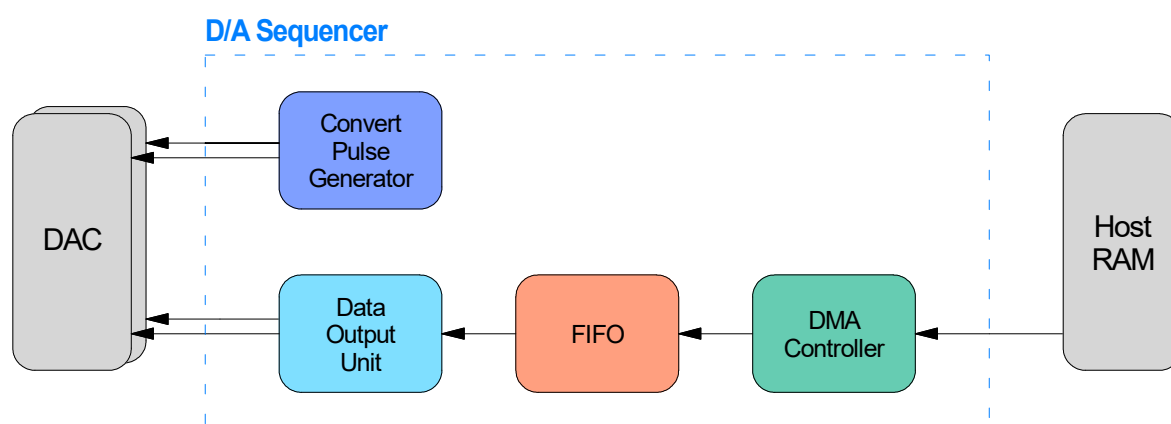 D/A Sequencer
Convert
Pulse
Generator
DAC
Host
RAM
Data
Output
Unit
FIFO
DMA
Controller